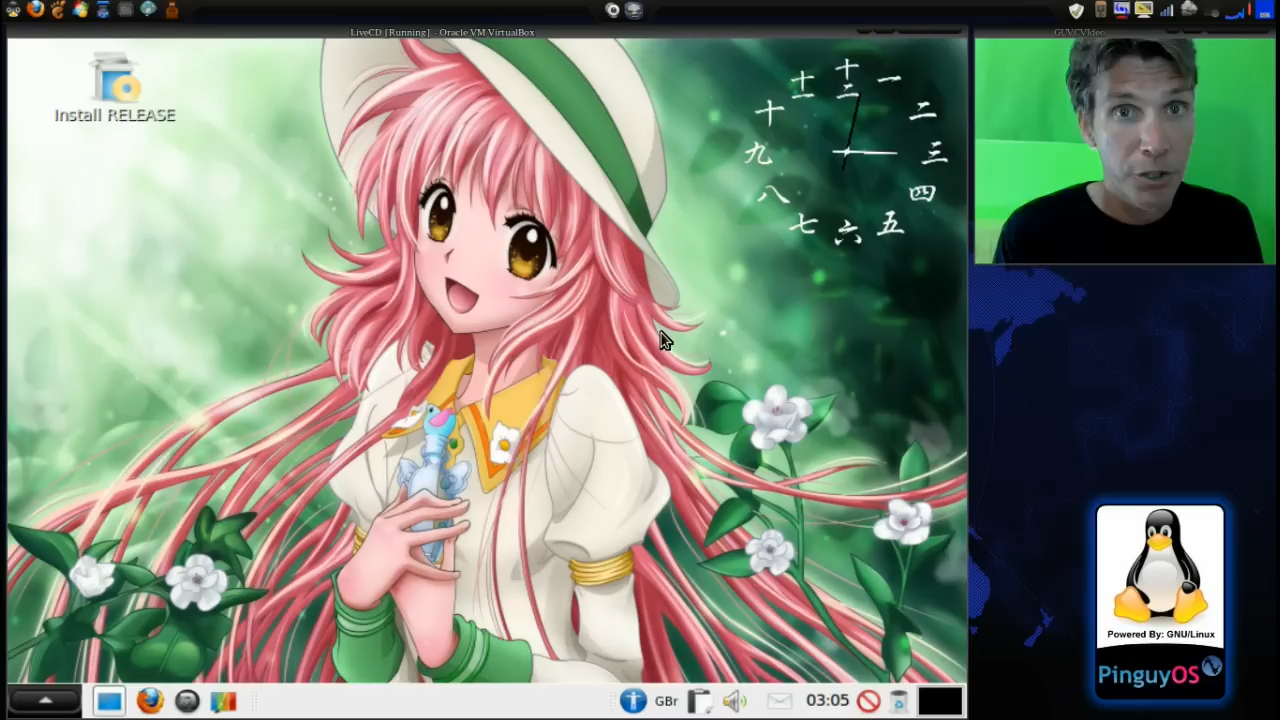 LiveCD [Running] - Oracle VM VirtualBox
GUVCVideo
Install RELEASE
十二
一
二
三
四
五
六
七
八
九
十
十一
Powered By: GNU/Linux
PinguyOS
GBr
03:05